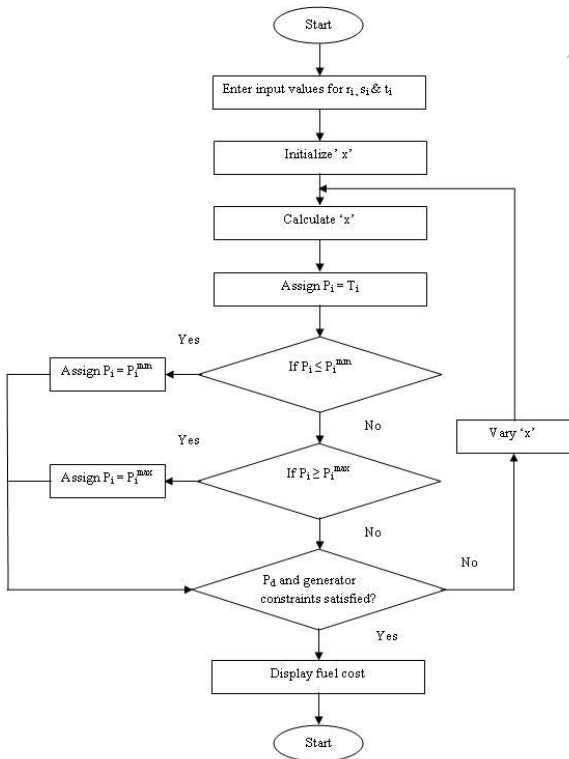 Start
Enter input values for rᵢ, sᵢ & tᵢ
Initialize ' x'
Calculate 'x'
Assign Pᵢ = Tᵢ
Yes
If Pᵢ ≤ Pᵢᵐⁱⁿ
Assign Pᵢ = Pᵢᵐⁱⁿ
No
Yes
Vary 'x'
If Pᵢ ≥ Pᵢᵐᵃˣ
Assign Pᵢ = Pᵢᵐᵃˣ
No
No
P_d and generator
constraints satisfied?
Yes
Display fuel cost
Start